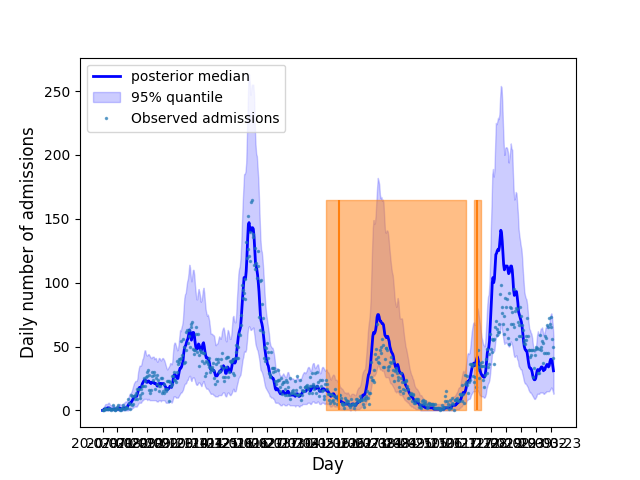 posterior median
95% quantile
Observed admissions
250
200
150
100
50
0
Daily number of admissions
Day